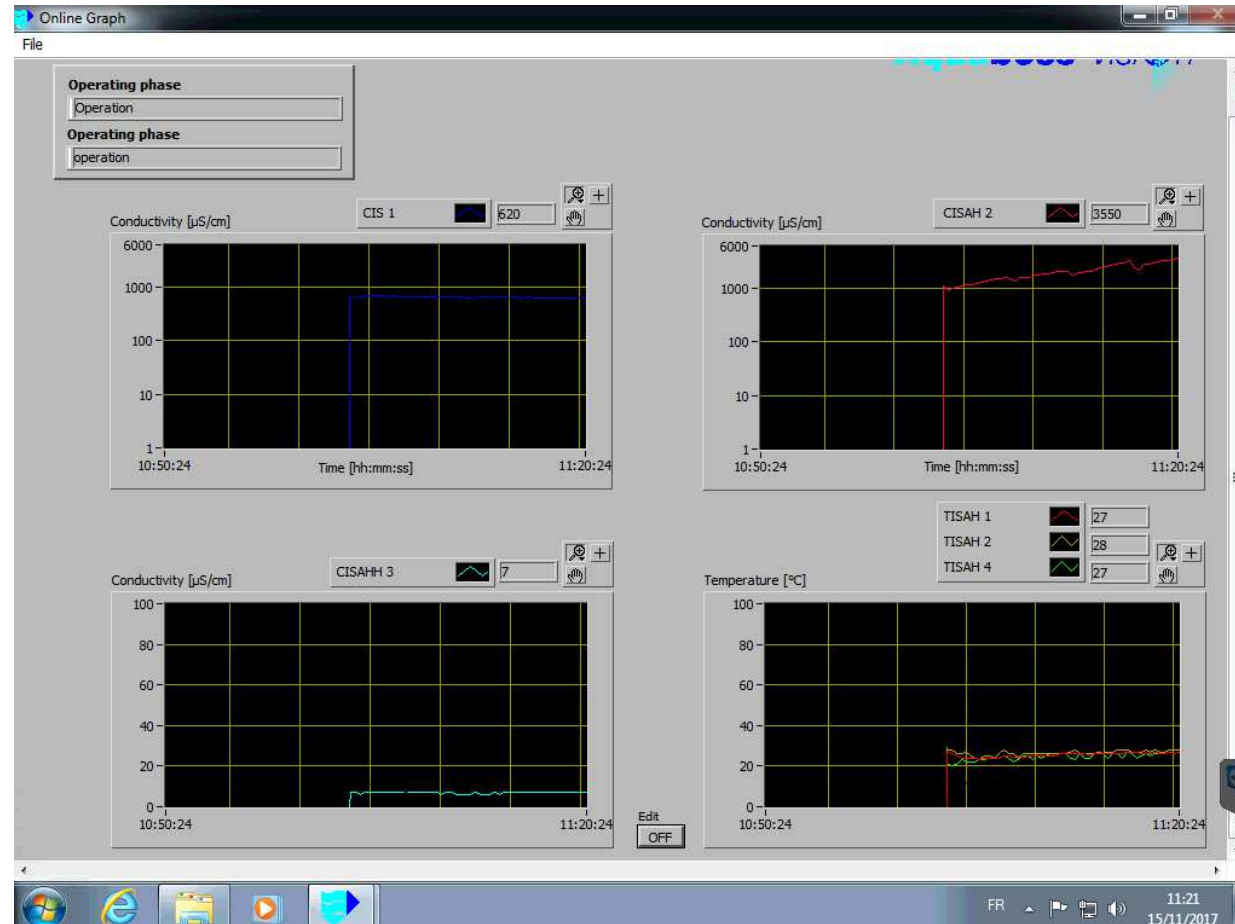 Online Graph
File
Operating phase
Operation
Operating phase
operation
Conductivity [µS/cm]
CIS 1
620
6000
1000
100
10
1
10:50:24
Time [hh:mm:ss]
11:20:24
Conductivity [µS/cm]
CISAH 2
3550
6000
1000
100
10
1
10:50:24
Time [hh:mm:ss]
11:20:24
Conductivity [µS/cm]
CISAHH 3
7
100
80
60
40
20
0
10:50:24
11:20:24
Edit
OFF
TISAH 1
27
TISAH 2
28
TISAH 4
27
Temperature [°C]
100
80
60
40
20
0
10:50:24
11:20:24
FR
11:21
15/11/2017